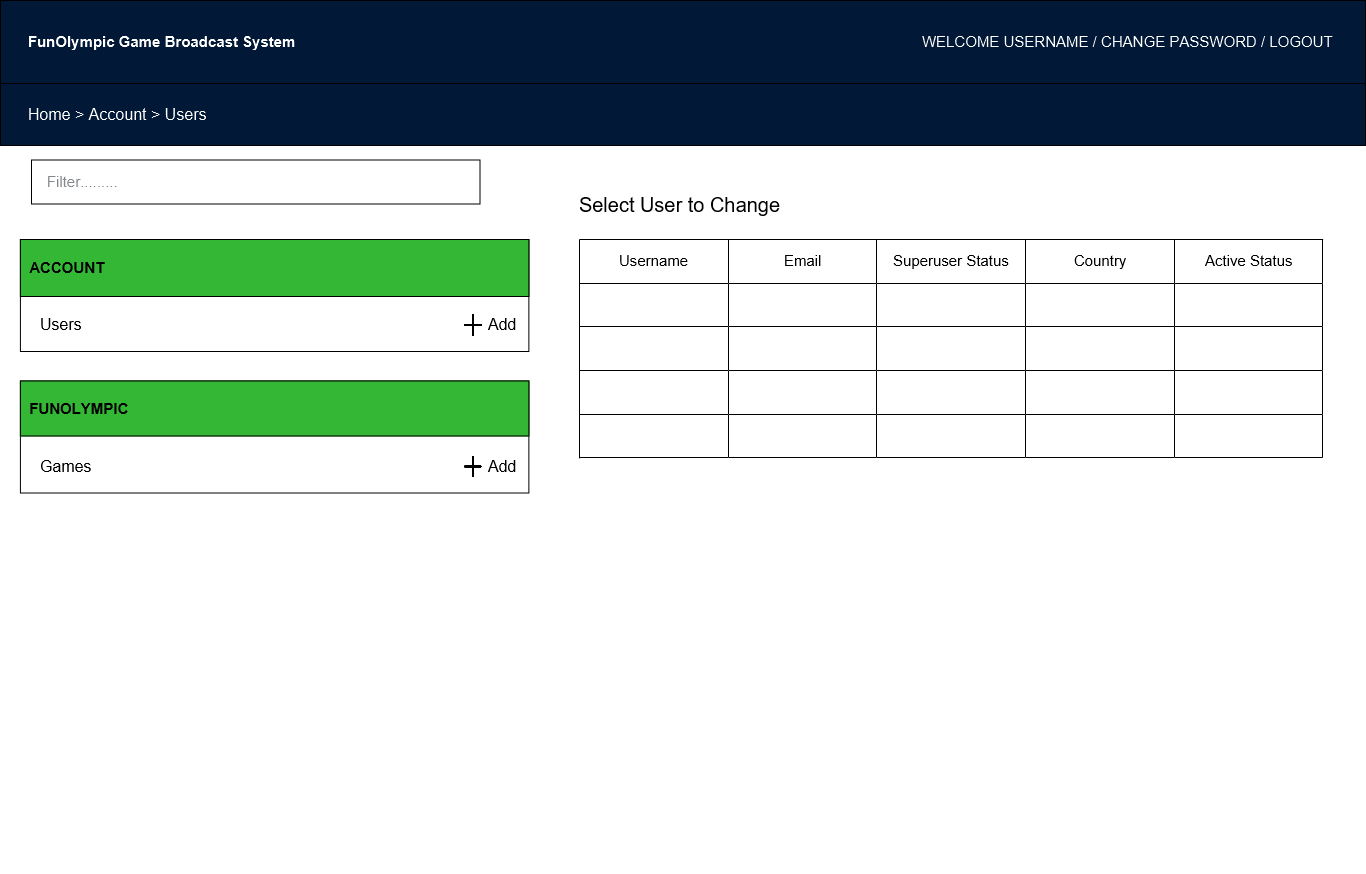 FunOlympic Game Broadcast System
WELCOME USERNAME / CHANGE PASSWORD / LOGOUT
Home > Account > Users
Filter.........
Select User to Change
ACCOUNT
Users
Add
FUNOLYMPIC
Games
Add
Username Email Superuser Status Country Active Status